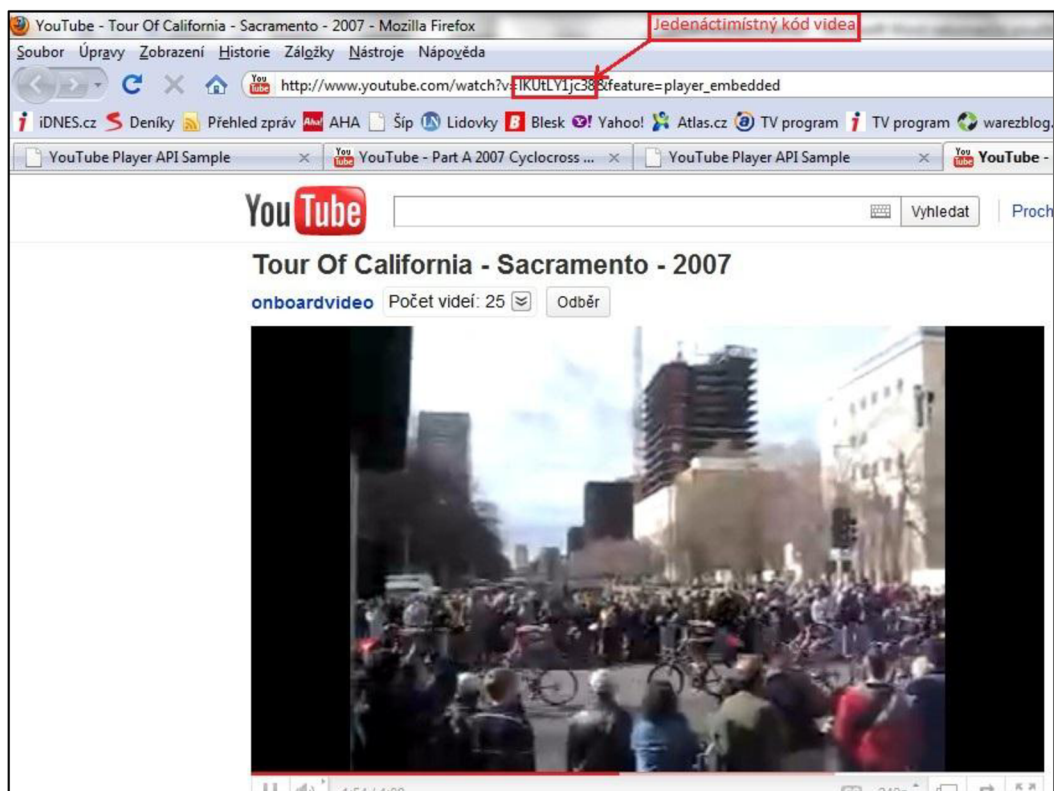 YouTube - Tour Of California - Sacramento - 2007 - Mozilla Firefox
Jedenáctimístný kód videa
Soubor Úpravy Zobrazení Historie Záložky Nástroje Nápověda
http://www.youtube.com/watch?v=IKUtLY1jc38&feature=player_embedded
iDNES.cz Deníky Přehled zpráv AHA Šíp Lidovky Blesk Yahoo! Atlas.cz TV program TV program warezblog.
YouTube Player API Sample YouTube - Part A 2007 Cyclocross ... YouTube Player API Sample YouTube -
YouTube Vyhledat Proch
Tour Of California - Sacramento - 2007
onboardvideo Počet videí: 25 Odběr